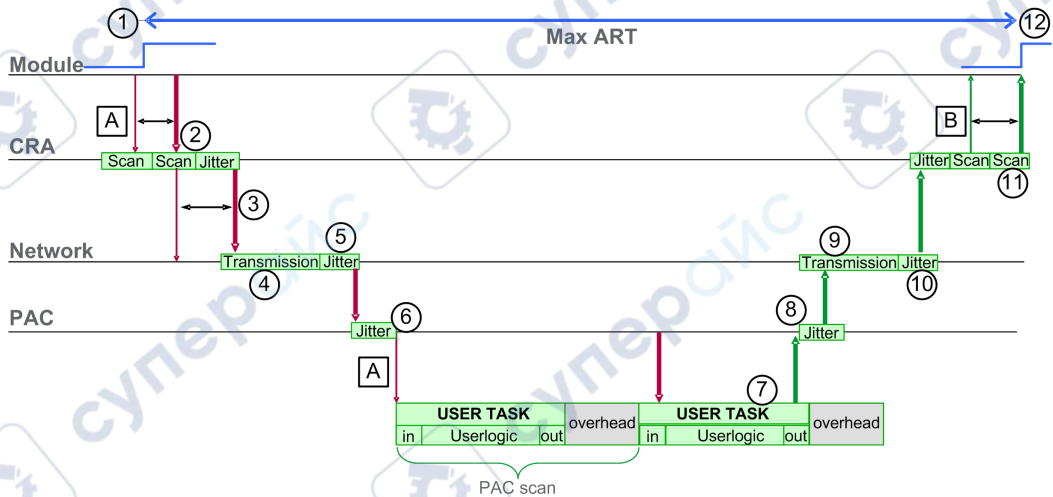 1
12
Max ART
Module
A
2
B
CRA
Scan
Scan
Jitter
Jitter
Scan
Scan
3
11
5
9
Network
Transmission
Jitter
Transmission
Jitter
4
10
PAC
6
8
Jitter
Jitter
A
7
USER TASK
overhead
USER TASK
overhead
in
Userlogic
out
in
Userlogic
out
PAC scan
суперайс
суперайс